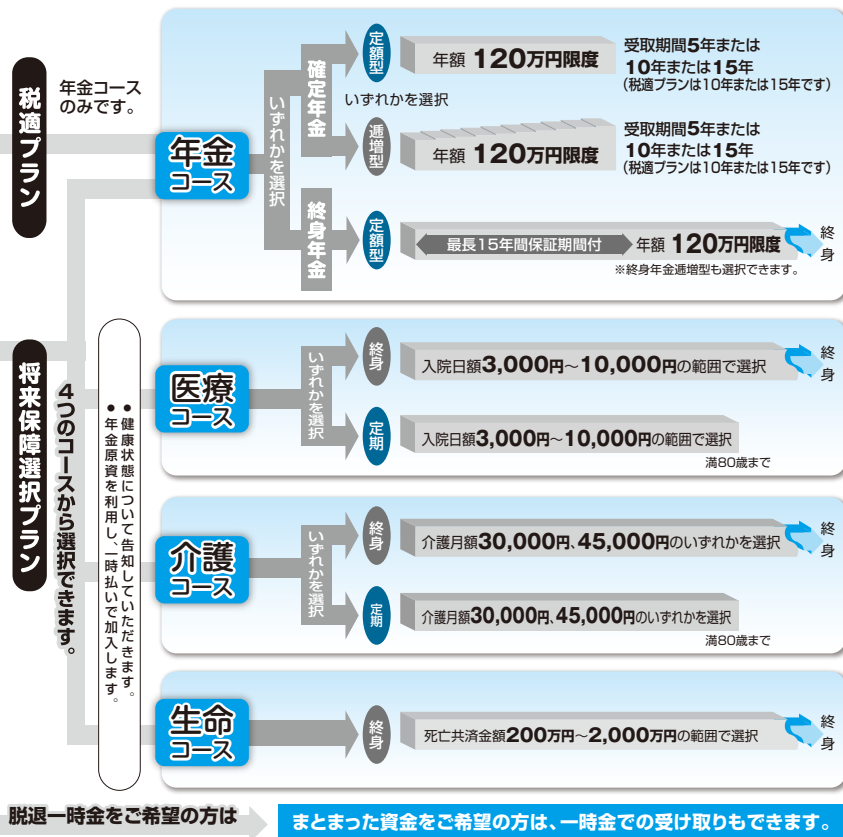 税適プラン
年金コース
のみです。
年金
コース
いずれかを選択
確定年金
いずれかを選択
定額型
年額 120万円限度
受取期間5年または
10年または15年
(税適プランは10年または15年です)
逓増型
年額 120万円限度
受取期間5年または
10年または15年
(税適プランは10年または15年です)
終身年金
定額型
最長15年間保証期間付
年額 120万円限度
終身
※終身年金逓増型も選択できます。
将来保障選択プラン
4つのコースから選択できます。
●健康状態について告知していただきます。
●年金原資を利用し、一時払いで加入します。
医療
コース
いずれかを選択
終身
入院日額3,000円～10,000円の範囲で選択
終身
定期
入院日額3,000円～10,000円の範囲で選択
満80歳まで
介護
コース
いずれかを選択
終身
介護月額30,000円、45,000円のいずれかを選択
終身
定期
介護月額30,000円、45,000円のいずれかを選択
満80歳まで
生命
コース
終身
死亡共済金額200万円～2,000万円の範囲で選択
終身
脱退一時金をご希望の方は
まとまった資金をご希望の方は、一時金での受け取りもできます。